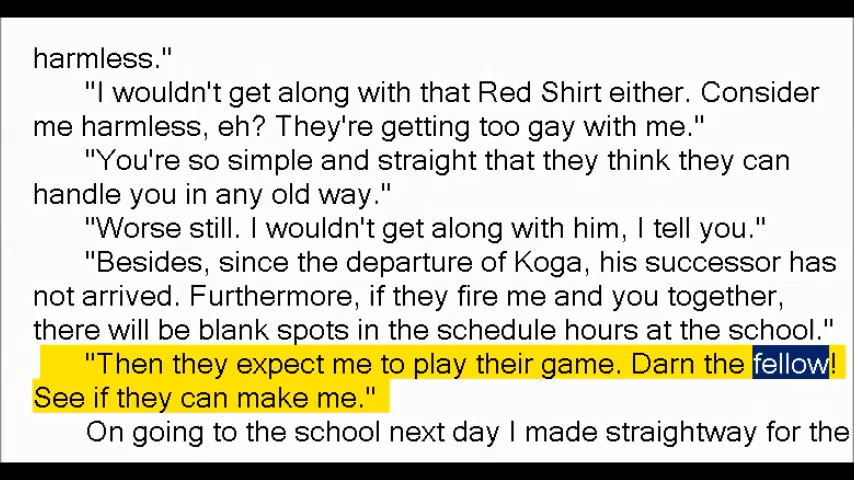 harmless."
"I wouldn't get along with that Red Shirt either. Consider
me harmless, eh? They're getting too gay with me."
"You're so simple and straight that they think they can
handle you in any old way."
"Worse still. I wouldn't get along with him, I tell you."
"Besides, since the departure of Koga, his successor has
not arrived. Furthermore, if they fire me and you together,
there will be blank spots in the schedule hours at the school."
"Then they expect me to play their game. Darn the fellow!
See if they can make me."
On going to the school next day I made straightway for the